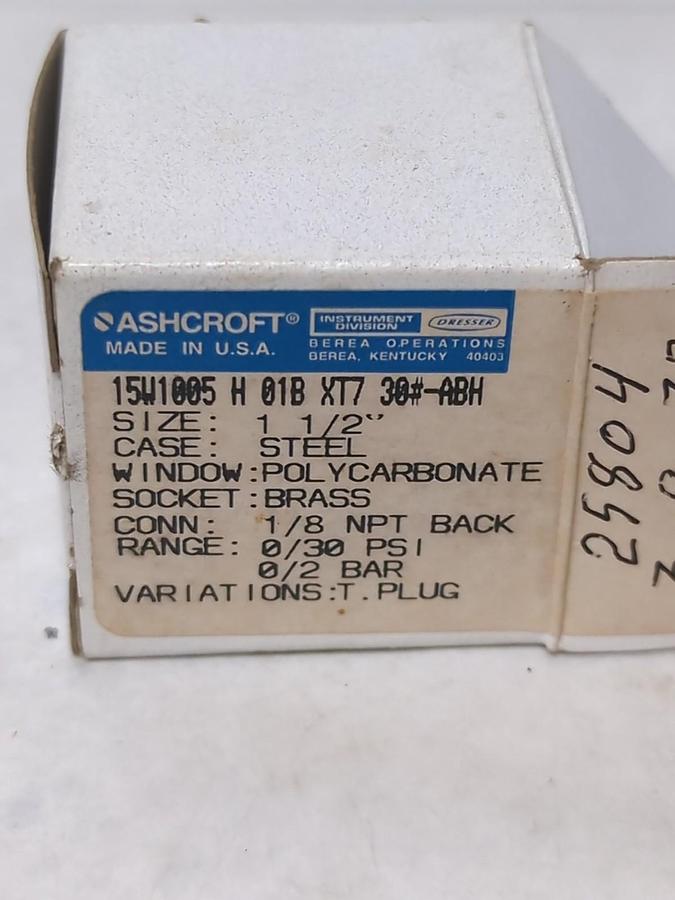 ASHCROFT®
MADE IN U.S.A.
INSTRUMENT
DIVISION
DRESSER
BEREA OPERATIONS
BEREA, KENTUCKY 40403
15W1005 H 01B XT7 30#-ABH
SIZE: 1 1/2"
CASE: STEEL
WINDOW:POLYCARBONATE
SOCKET:BRASS
CONN: 1/8 NPT BACK
RANGE: 0/30 PSI
0/2 BAR
VARIATIONS:T.PLUG
25804